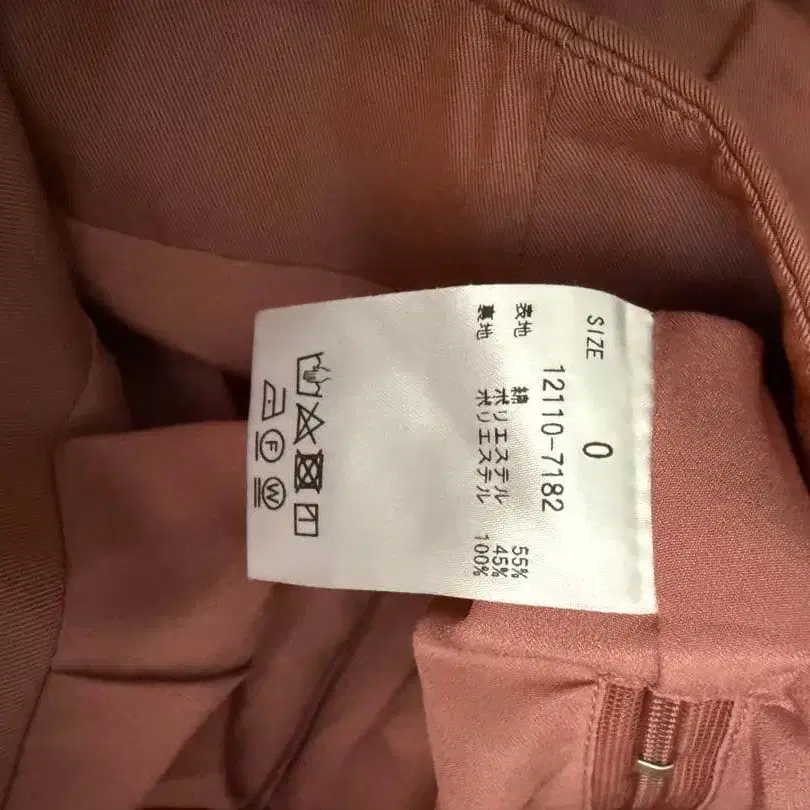 SIZE 0
12110-7182
表地 綿 55%
ポリエステル 45%
裏地 ポリエステル 100%
F
W